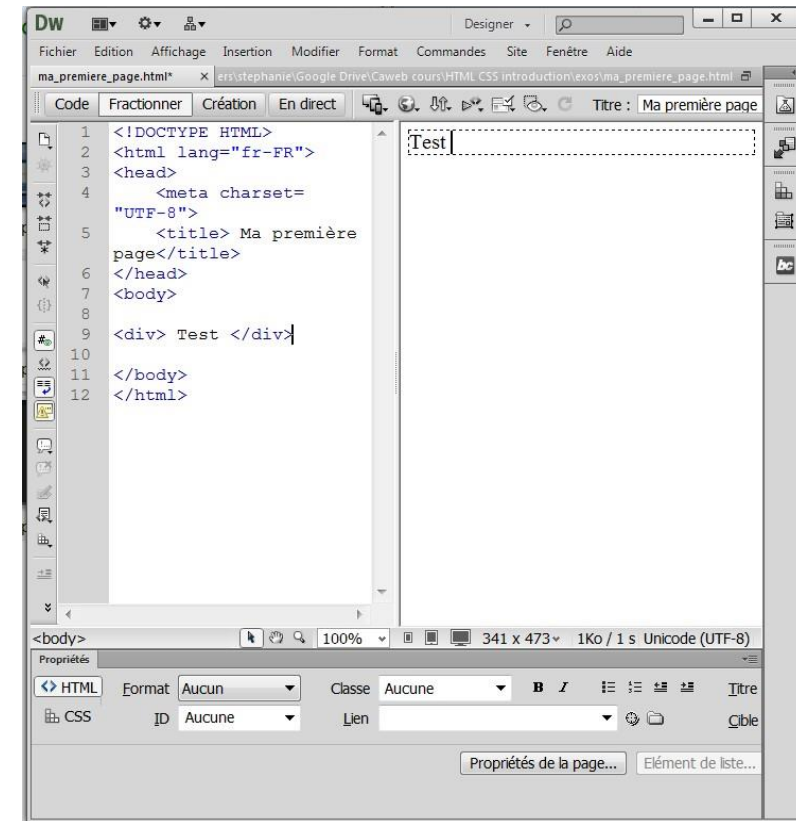 Dw Designer
Fichier Edition Affichage Insertion Modifier Format Commandes Site Fenêtre Aide
ma_premiere_page.html* x ers\stephanie\Google Drive\Caweb cours\HTML CSS introduction\exos\ma_premiere_page.html
Code Fractionner Création En direct Titre : Ma première page
1 <!DOCTYPE HTML>
2 <html lang="fr-FR">
3 <head>
4 <meta charset=
"UTF-8">
5 <title> Ma première
page</title>
6 </head>
7 <body>
8
9 <div> Test </div>
10
11 </body>
12 </html>
Test
<body> 100% 341 x 473 1Ko / 1 s Unicode (UTF-8)
Propriétés
<> HTML Format Aucun Classe Aucune B I Titre
CSS ID Aucune Lien Cible
Propriétés de la page... Elément de liste...
bc